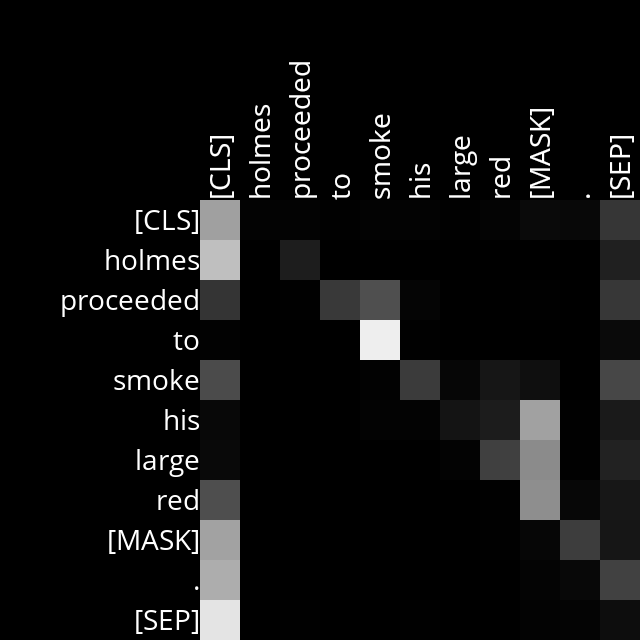 [CLS] holmes proceeded to smoke his large red [MASK] . [SEP]
[CLS]
holmes
proceeded
to
smoke
his
large
red
[MASK]
.
[SEP]